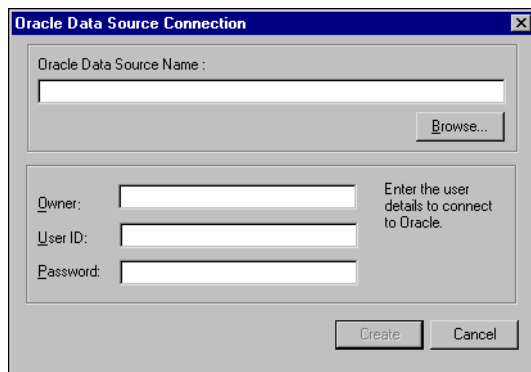 Oracle Data Source Connection
Oracle Data Source Name :
Browse...
Owner:
User ID:
Password:
Enter the user
details to connect
to Oracle.
Create
Cancel